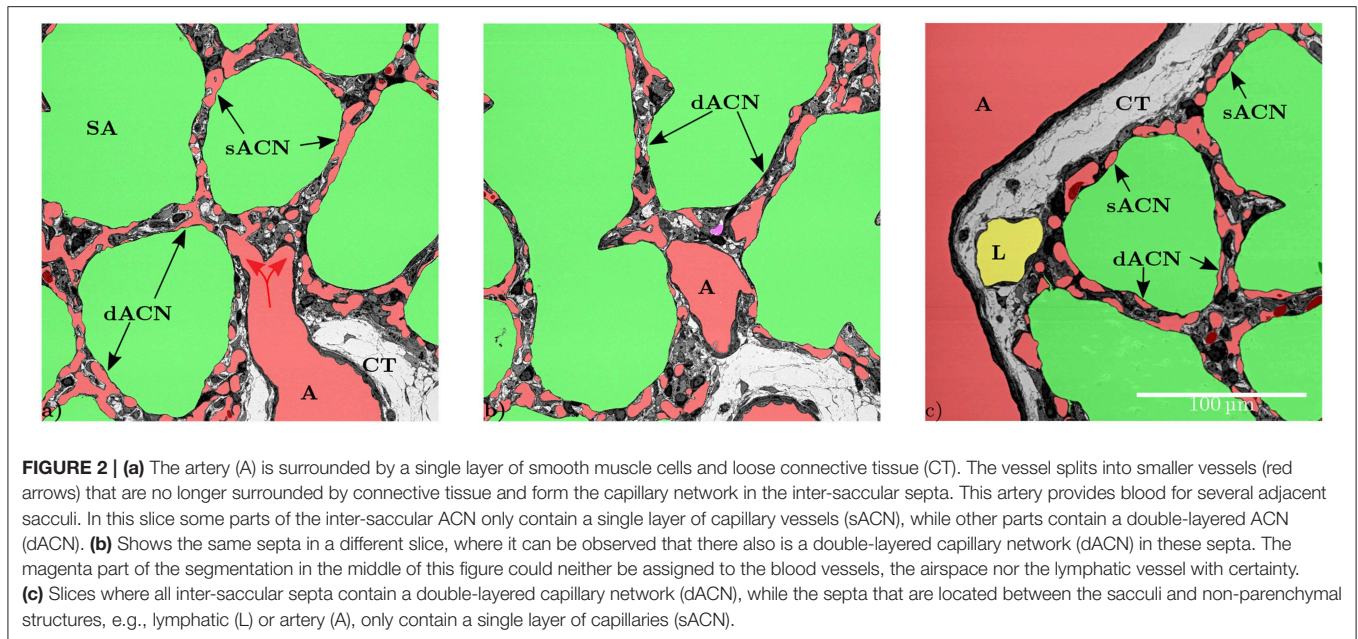 SA
sACN
dACN
CT
A
a)
dACN
A
b)
A
CT
sACN
sACN
L
dACN
100 µm
c)
FIGURE 2 | (a) The artery (A) is surrounded by a single layer of smooth muscle cells and loose connective tissue (CT). The vessel splits into smaller vessels (red
arrows) that are no longer surrounded by connective tissue and form the capillary network in the inter-saccular septa. This artery provides blood for several adjacent
sacculi. In this slice some parts of the inter-saccular ACN only contain a single layer of capillary vessels (sACN), while other parts contain a double-layered ACN
(dACN). (b) Shows the same septa in a different slice, where it can be observed that there also is a double-layered capillary network (dACN) in these septa. The
magenta part of the segmentation in the middle of this figure could neither be assigned to the blood vessels, the airspace nor the lymphatic vessel with certainty.
(c) Slices where all inter-saccular septa contain a double-layered capillary network (dACN), while the septa that are located between the sacculi and non-parenchymal
structures, e.g., lymphatic (L) or artery (A), only contain a single layer of capillaries (sACN).